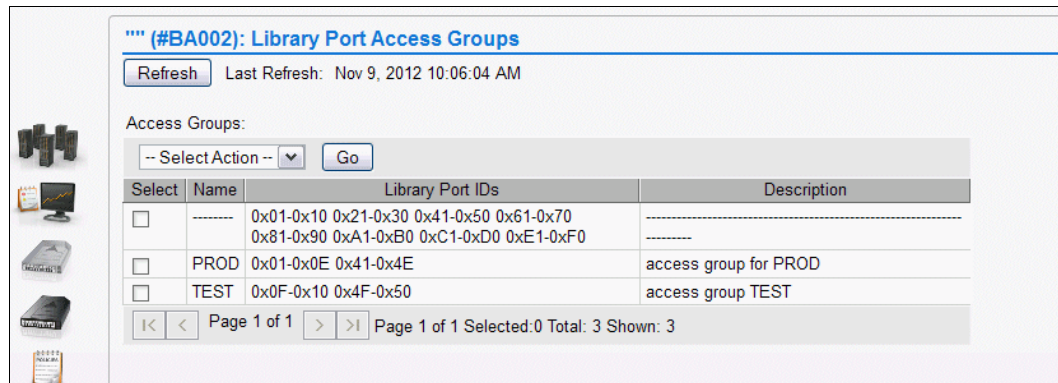 "" (#BA002): Library Port Access Groups
Refresh Last Refresh: Nov 9, 2012 10:06:04 AM
Access Groups:
-- Select Action -- Go
Select Name Library Port IDs Description
-------- 0x01-0x10 0x21-0x30 0x41-0x50 0x61-0x70 ----------------------------------------------------------------------
0x81-0x90 0xA1-0xB0 0xC1-0xD0 0xE1-0xF0 ----------
PROD 0x01-0x0E 0x41-0x4E access group for PROD
TEST 0x0F-0x10 0x4F-0x50 access group TEST
Page 1 of 1 Page 1 of 1 Selected:0 Total: 3 Shown: 3